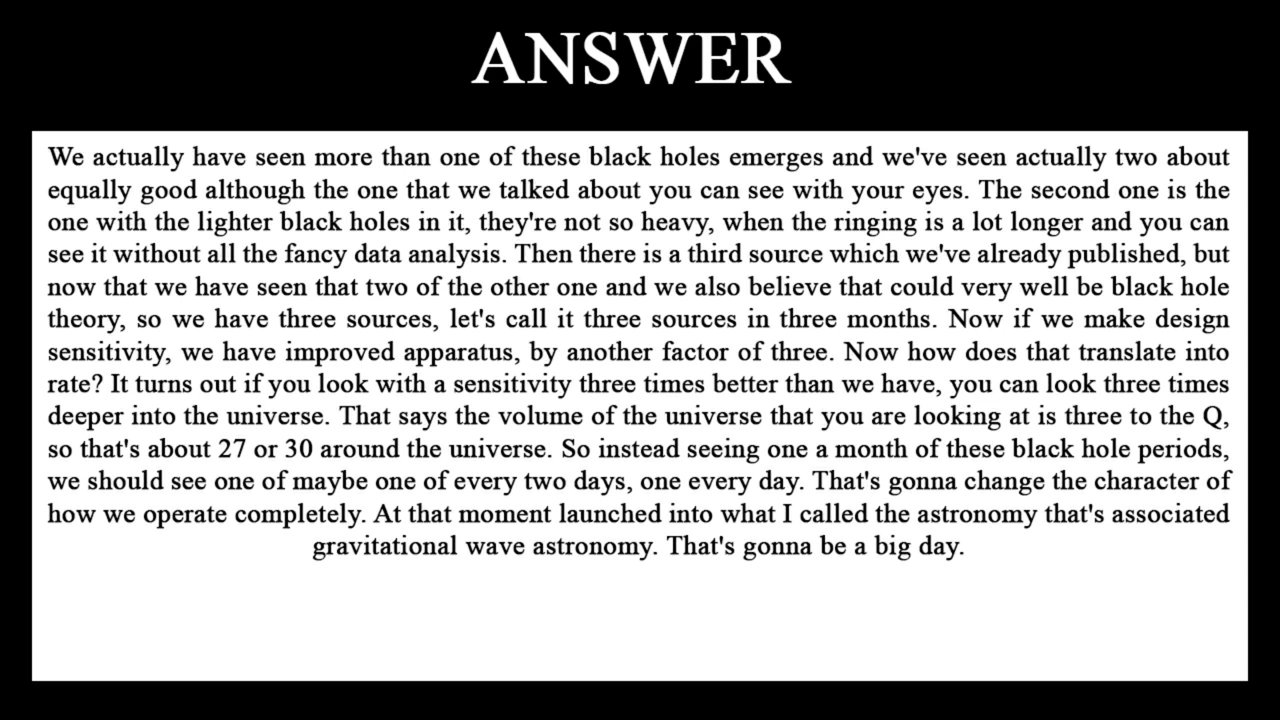 ANSWER
We actually have seen more than one of these black holes emerges and we've seen actually two about
equally good although the one that we talked about you can see with your eyes. The second one is the
one with the lighter black holes in it, they're not so heavy, when the ringing is a lot longer and you can
see it without all the fancy data analysis. Then there is a third source which we've already published, but
now that we have seen that two of the other one and we also believe that could very well be black hole
theory, so we have three sources, let's call it three sources in three months. Now if we make design
sensitivity, we have improved apparatus, by another factor of three. Now how does that translate into
rate? It turns out if you look with a sensitivity three times better than we have, you can look three times
deeper into the universe. That says the volume of the universe that you are looking at is three to the Q,
so that's about 27 or 30 around the universe. So instead seeing one a month of these black hole periods,
we should see one of maybe one of every two days, one every day. That's gonna change the character of
how we operate completely. At that moment launched into what I called the astronomy that's associated
gravitational wave astronomy. That's gonna be a big day.